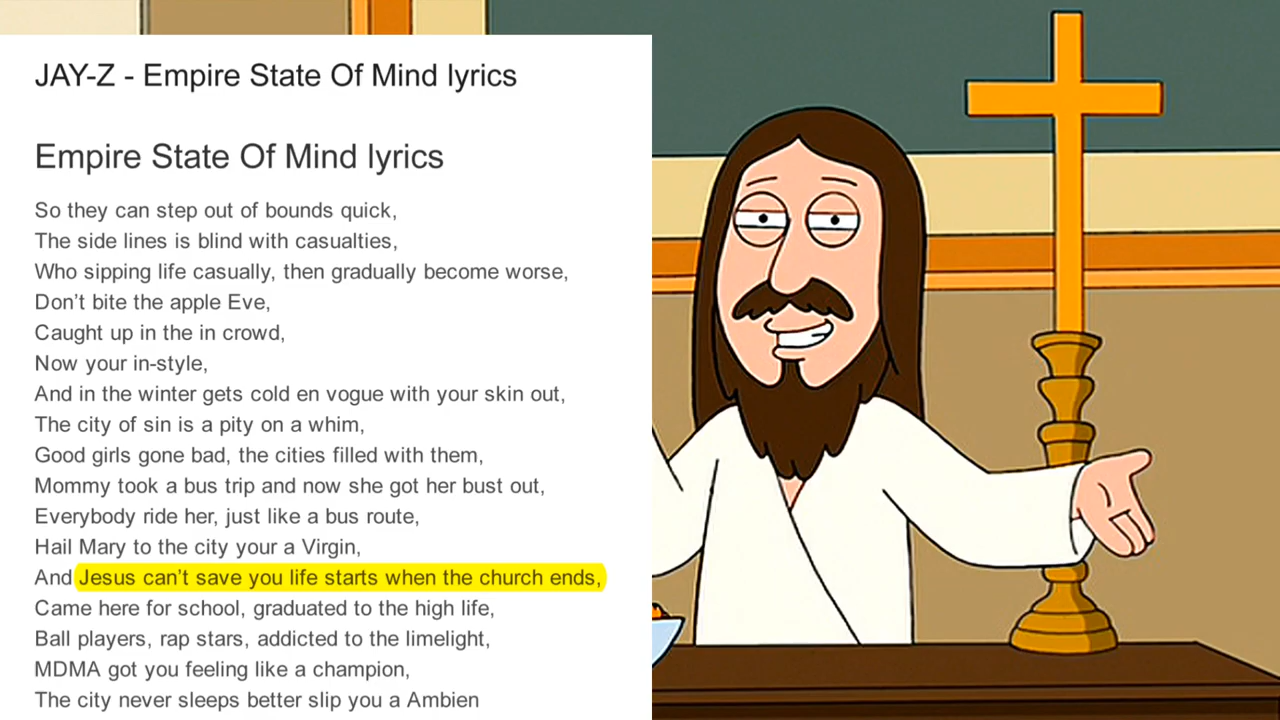 JAY-Z - Empire State Of Mind lyrics
Empire State Of Mind lyrics
So they can step out of bounds quick,
The side lines is blind with casualties,
Who sipping life casually, then gradually become worse,
Don’t bite the apple Eve,
Caught up in the in crowd,
Now your in-style,
And in the winter gets cold en vogue with your skin out,
The city of sin is a pity on a whim,
Good girls gone bad, the cities filled with them,
Mommy took a bus trip and now she got her bust out,
Everybody ride her, just like a bus route,
Hail Mary to the city your a Virgin,
And Jesus can’t save you life starts when the church ends,
Came here for school, graduated to the high life,
Ball players, rap stars, addicted to the limelight,
MDMA got you feeling like a champion,
The city never sleeps better slip you a Ambien